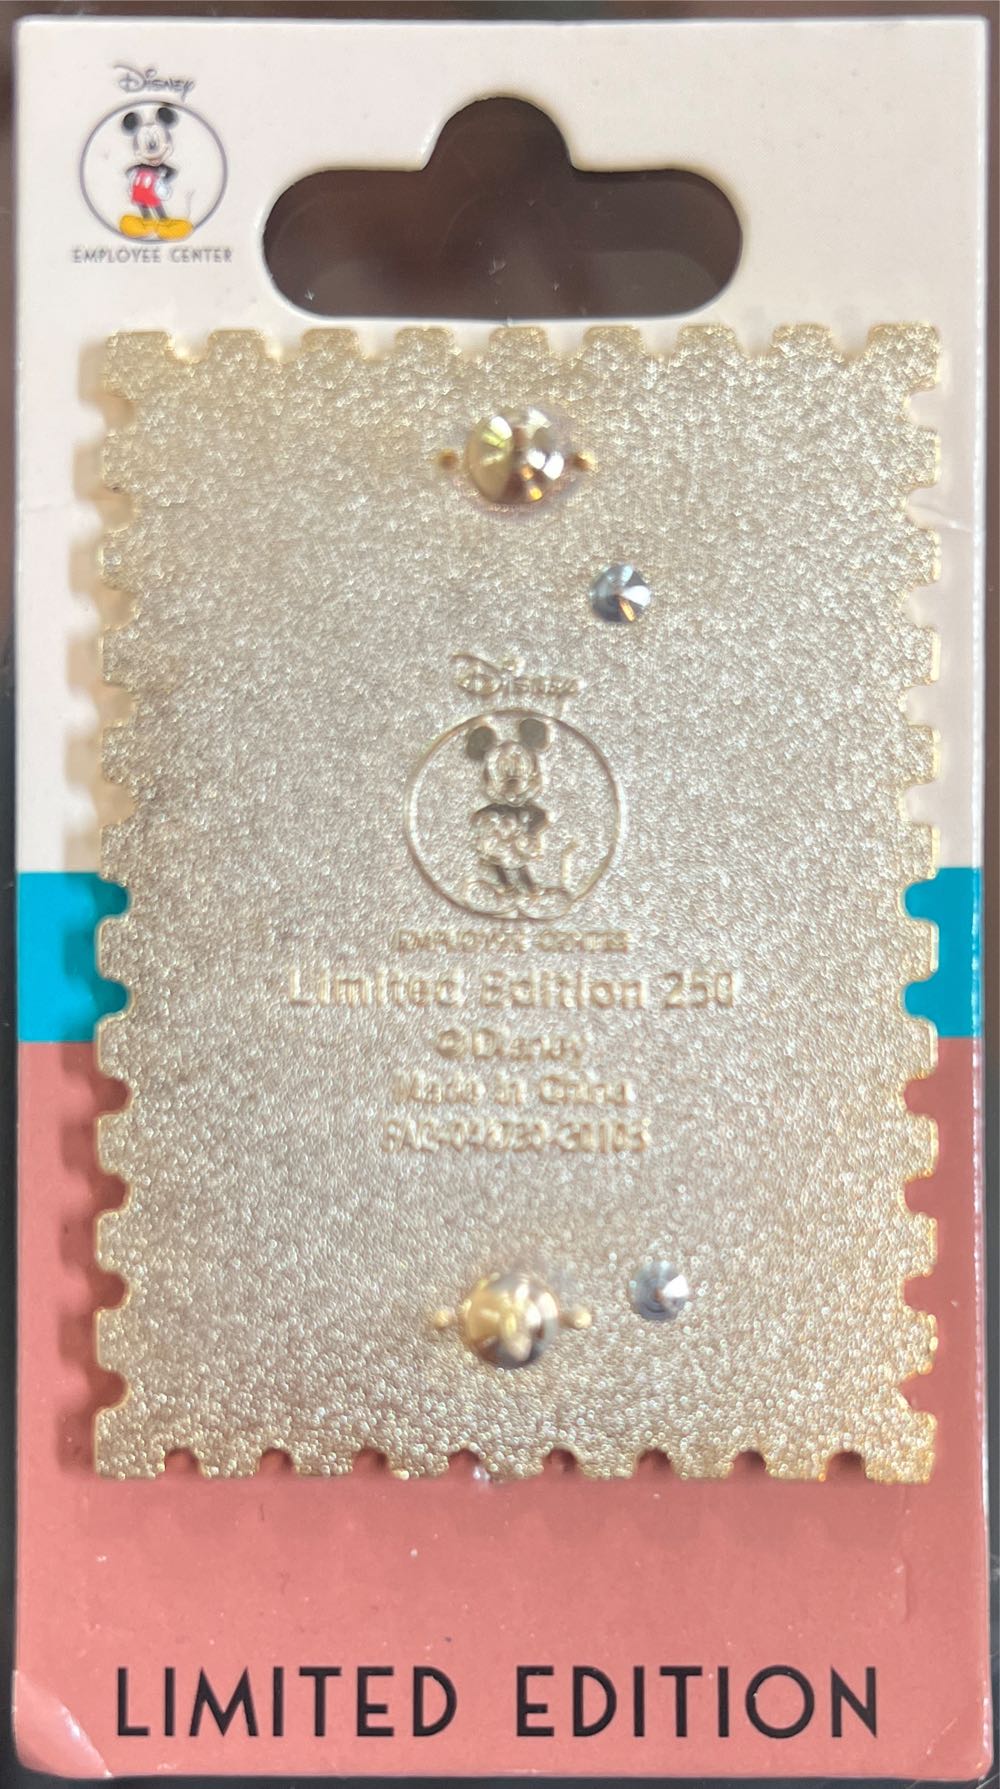 Disney
EMPLOYEE CENTER
Disney
EMPLOYEE CENTER
Limited Edition 250
©Disney
Made in China
LIMITED EDITION